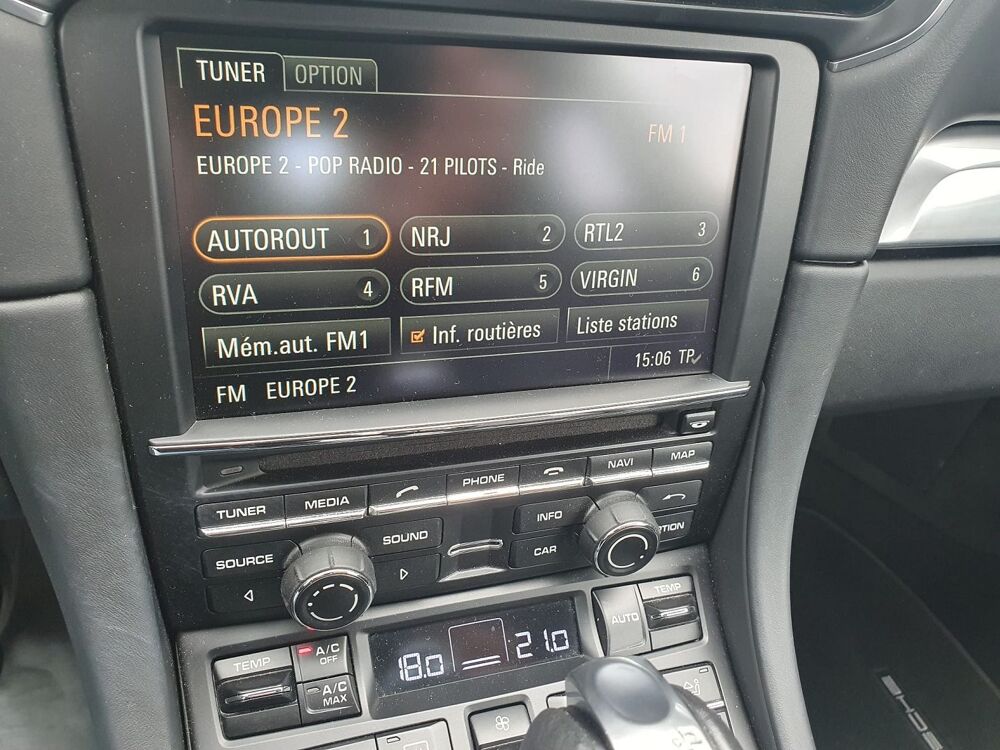 TUNER OPTION
EUROPE 2 FM 1
EUROPE 2 - POP RADIO - 21 PILOTS - Ride
AUTOROUT 1 NRJ 2 RTL2 3
RVA 4 RFM 5 VIRGIN 6
Mém.aut. FM1 Inf. routières Liste stations
FM EUROPE 2 15:06 TP
TUNER MEDIA PHONE NAVI MAP
SOURCE SOUND INFO
CAR
TEMP A/C OFF 18.0 21.0 AUTO TEMP
A/C MAX